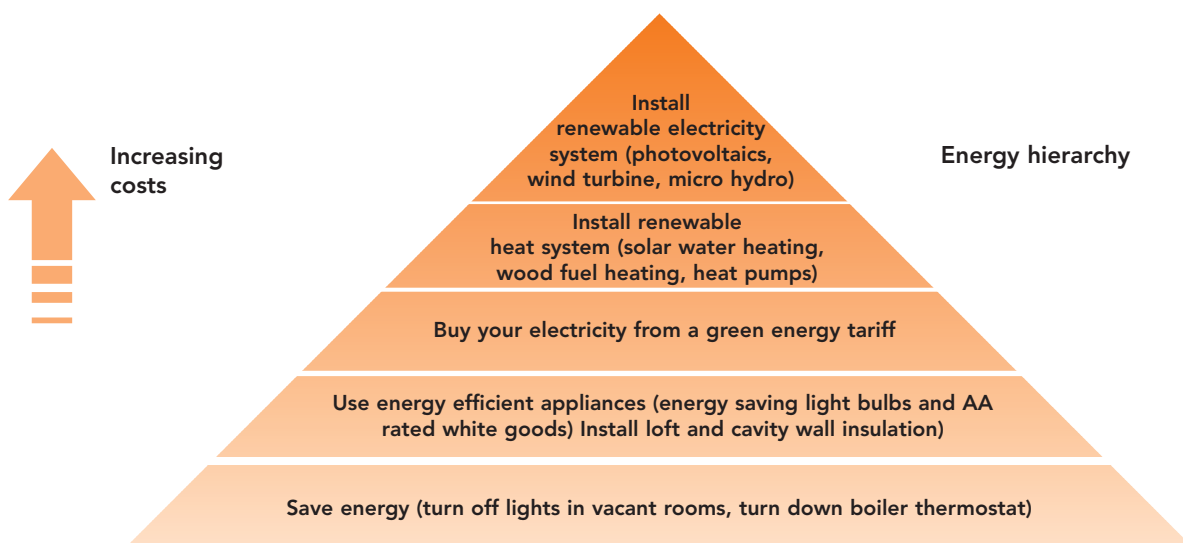 Increasing
costs
Energy hierarchy
Install
renewable electricity
system (photovoltaics,
wind turbine, micro hydro)
Install renewable
heat system (solar water heating,
wood fuel heating, heat pumps)
Buy your electricity from a green energy tariff
Use energy efficient appliances (energy saving light bulbs and AA
rated white goods) Install loft and cavity wall insulation)
Save energy (turn off lights in vacant rooms, turn down boiler thermostat)